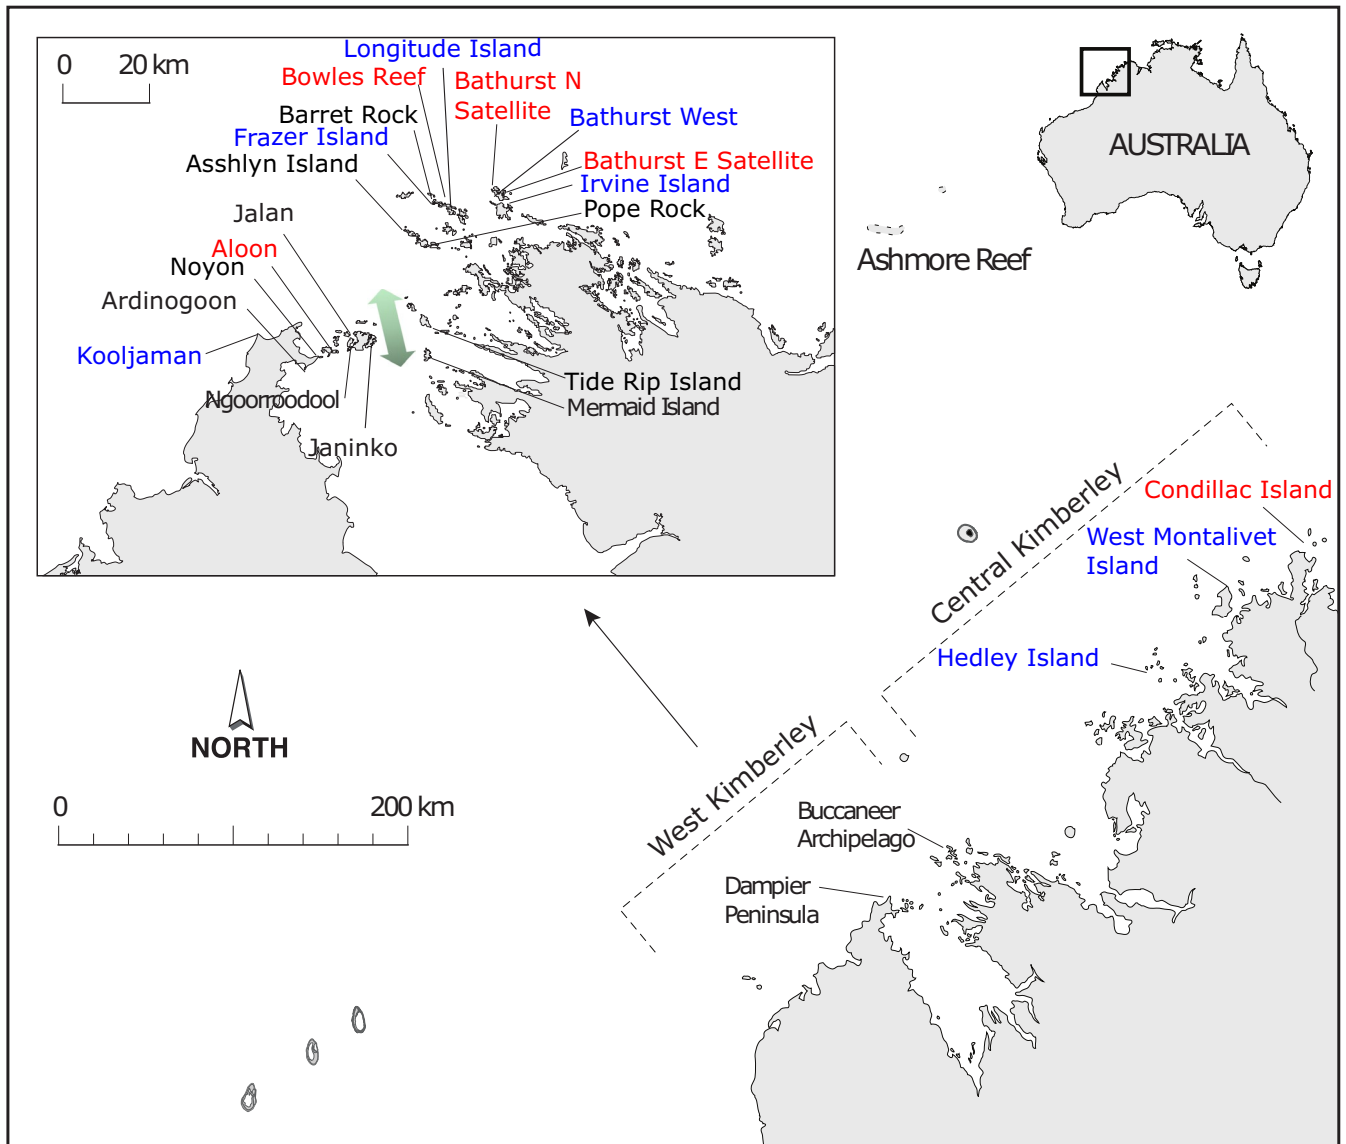 0 20 km
Longitude Island
Bowles Reef
Bathurst N
Satellite
Barret Rock
Bathurst West
Frazer Island
Asshlyn Island
Bathurst E Satellite
Irvine Island
Pope Rock
Jalan
Aloon
Noyon
Ardinogoon
Kooljaman
Ngoorroodool
Janinko
Tide Rip Island
Mermaid Island
AUSTRALIA
Ashmore Reef
Central Kimberley
Condillac Island
West Montalivet
Island
Hedley Island
NORTH
0 200 km
West Kimberley
Buccaneer
Archipelago
Dampier
Peninsula